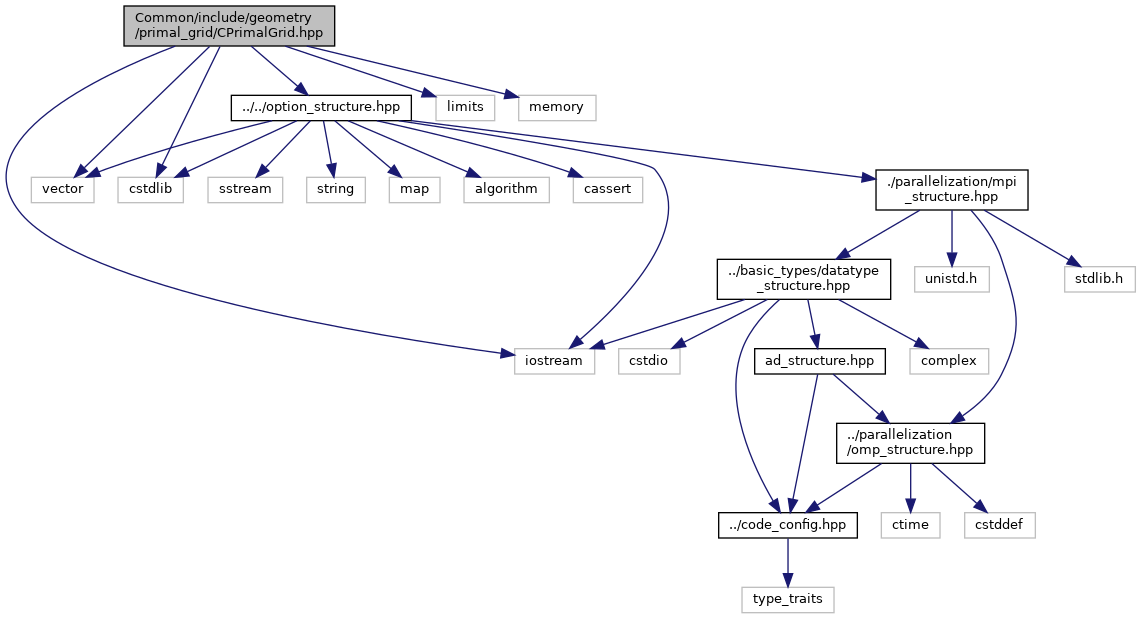 Common/include/geometry
/primal_grid/CPrimalGrid.hpp
../../option_structure.hpp
limits
memory
vector
cstdlib
sstream
string
map
algorithm
cassert
./parallelization/mpi
_structure.hpp
../basic_types/datatype
_structure.hpp
unistd.h
stdlib.h
iostream
cstdio
ad_structure.hpp
complex
../parallelization
/omp_structure.hpp
../code_config.hpp
ctime
cstddef
type_traits